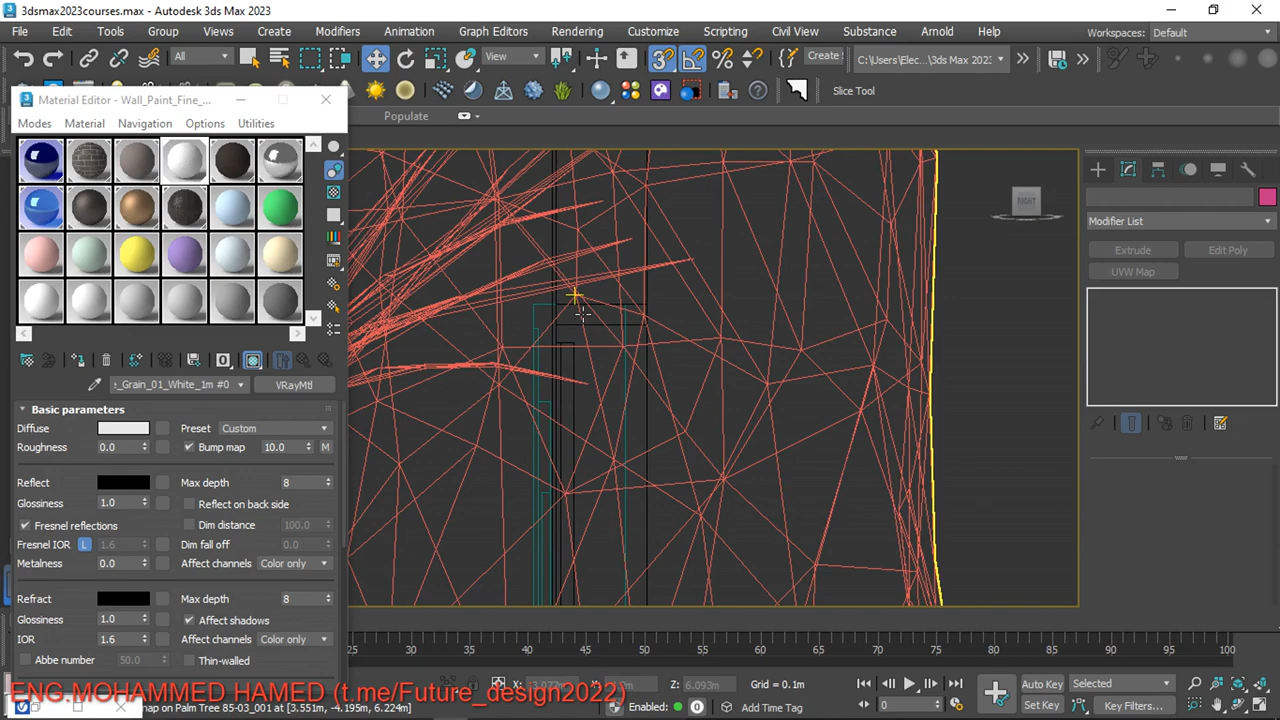 3dsmax2023courses.max - Autodesk 3ds Max 2023
File Edit Tools Group Views Create Modifiers Animation Graph Editors Rendering Customize Scripting Civil View Substance Arnold Help Workspaces: Default
All View Create C:\Users\Elec...\3ds Max 2023
Slice Tool
Material Editor - Wall_Paint_Fine_...
Populate
Modes Material Navigation Options Utilities
RIGHT
Modifier List
Extrude Edit Poly
UVW Map
:_Grain_01_White_1m #0 VRayMtl
Basic parameters
Diffuse Preset Custom
Roughness 0.0 Bump map 10.0 M
Reflect Max depth 8
Glossiness 1.0 Reflect on back side
Fresnel reflections Dim distance 100.0
Fresnel IOR L 1.6 Dim fall off 0.0
Metalness 0.0 Affect channels Color only
Refract Max depth 8
Glossiness 1.0 Affect shadows
IOR 1.6 Affect channels Color only
Abbe number 50.0 Thin-walled
25 30 35 40 45 50 55 60 65 70 75 80 85 90 95 100
ENG.MOHAMMED HAMED (t.me/Future_design2022)
Z: 6.093m Grid = 0.1m Auto Key Selected
map on Palm Tree 85-03_001 at [3.551m, -4.195m, 6.224m] Enabled: 0 Add Time Tag 0 Set Key Key Filters...